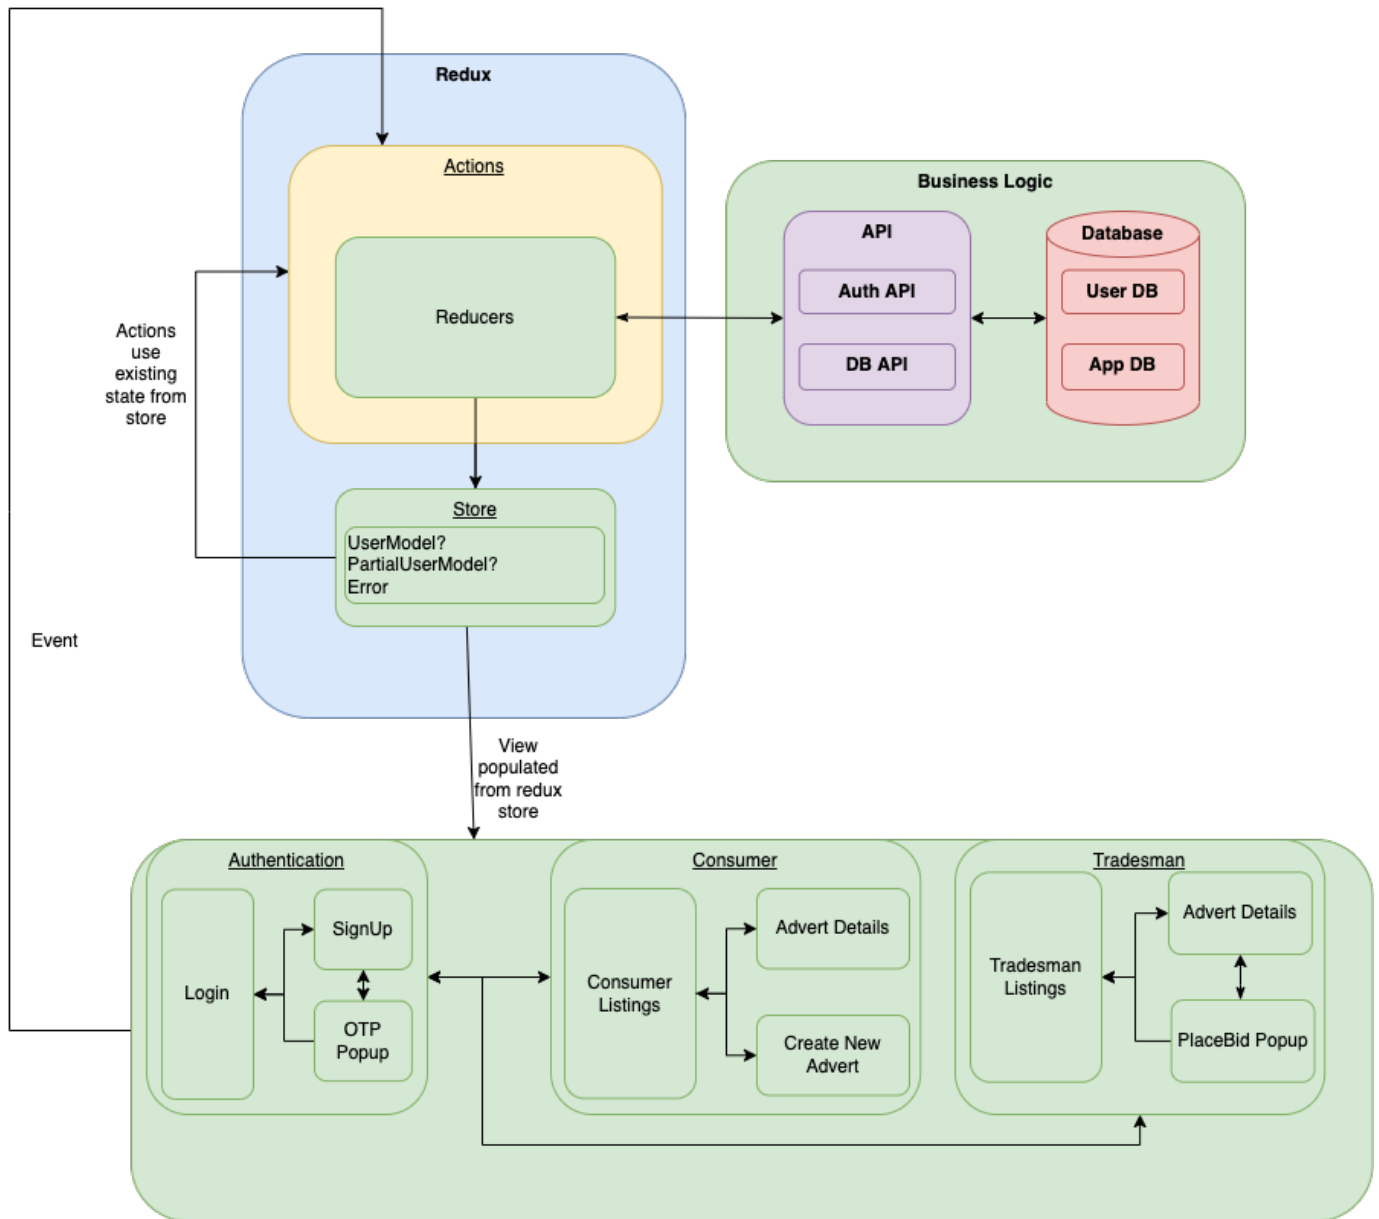 Redux
Actions
Reducers
Actions
use
existing
state from
store
Store
UserModel?
PartialUserModel?
Error
Business Logic
API
Auth API
DB API
Database
User DB
App DB
Event
View
populated
from redux
store
Authentication
Login
SignUp
OTP
Popup
Consumer
Consumer
Listings
Advert Details
Create New
Advert
Tradesman
Tradesman
Listings
Advert Details
PlaceBid Popup